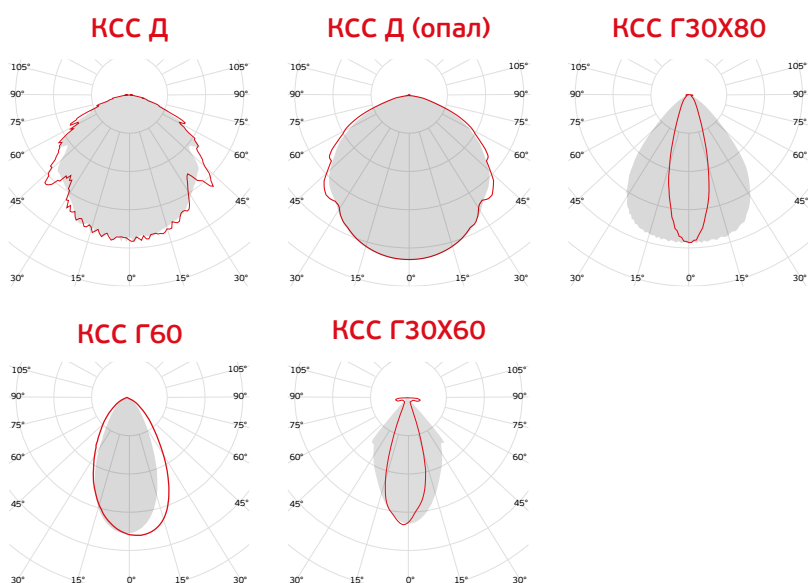 КСС Д
КСС Д (опал)
КСС Г30Х80
105° 105° 105° 105° 105° 105°
90° 90° 90° 90° 90° 90°
75° 75° 75° 75° 75° 75°
60° 60° 60° 60° 60° 60°
45° 45° 45° 45° 45° 45°
30° 15° 0° 15° 30° 30° 15° 0° 15° 30° 30° 15° 0° 15° 30°
КСС Г60
КСС Г30Х60
105° 105° 105° 105°
90° 90° 90° 90°
75° 75° 75° 75°
60° 60° 60° 60°
45° 45° 45° 45°
30° 15° 0° 15° 30° 30° 15° 0° 15° 30°